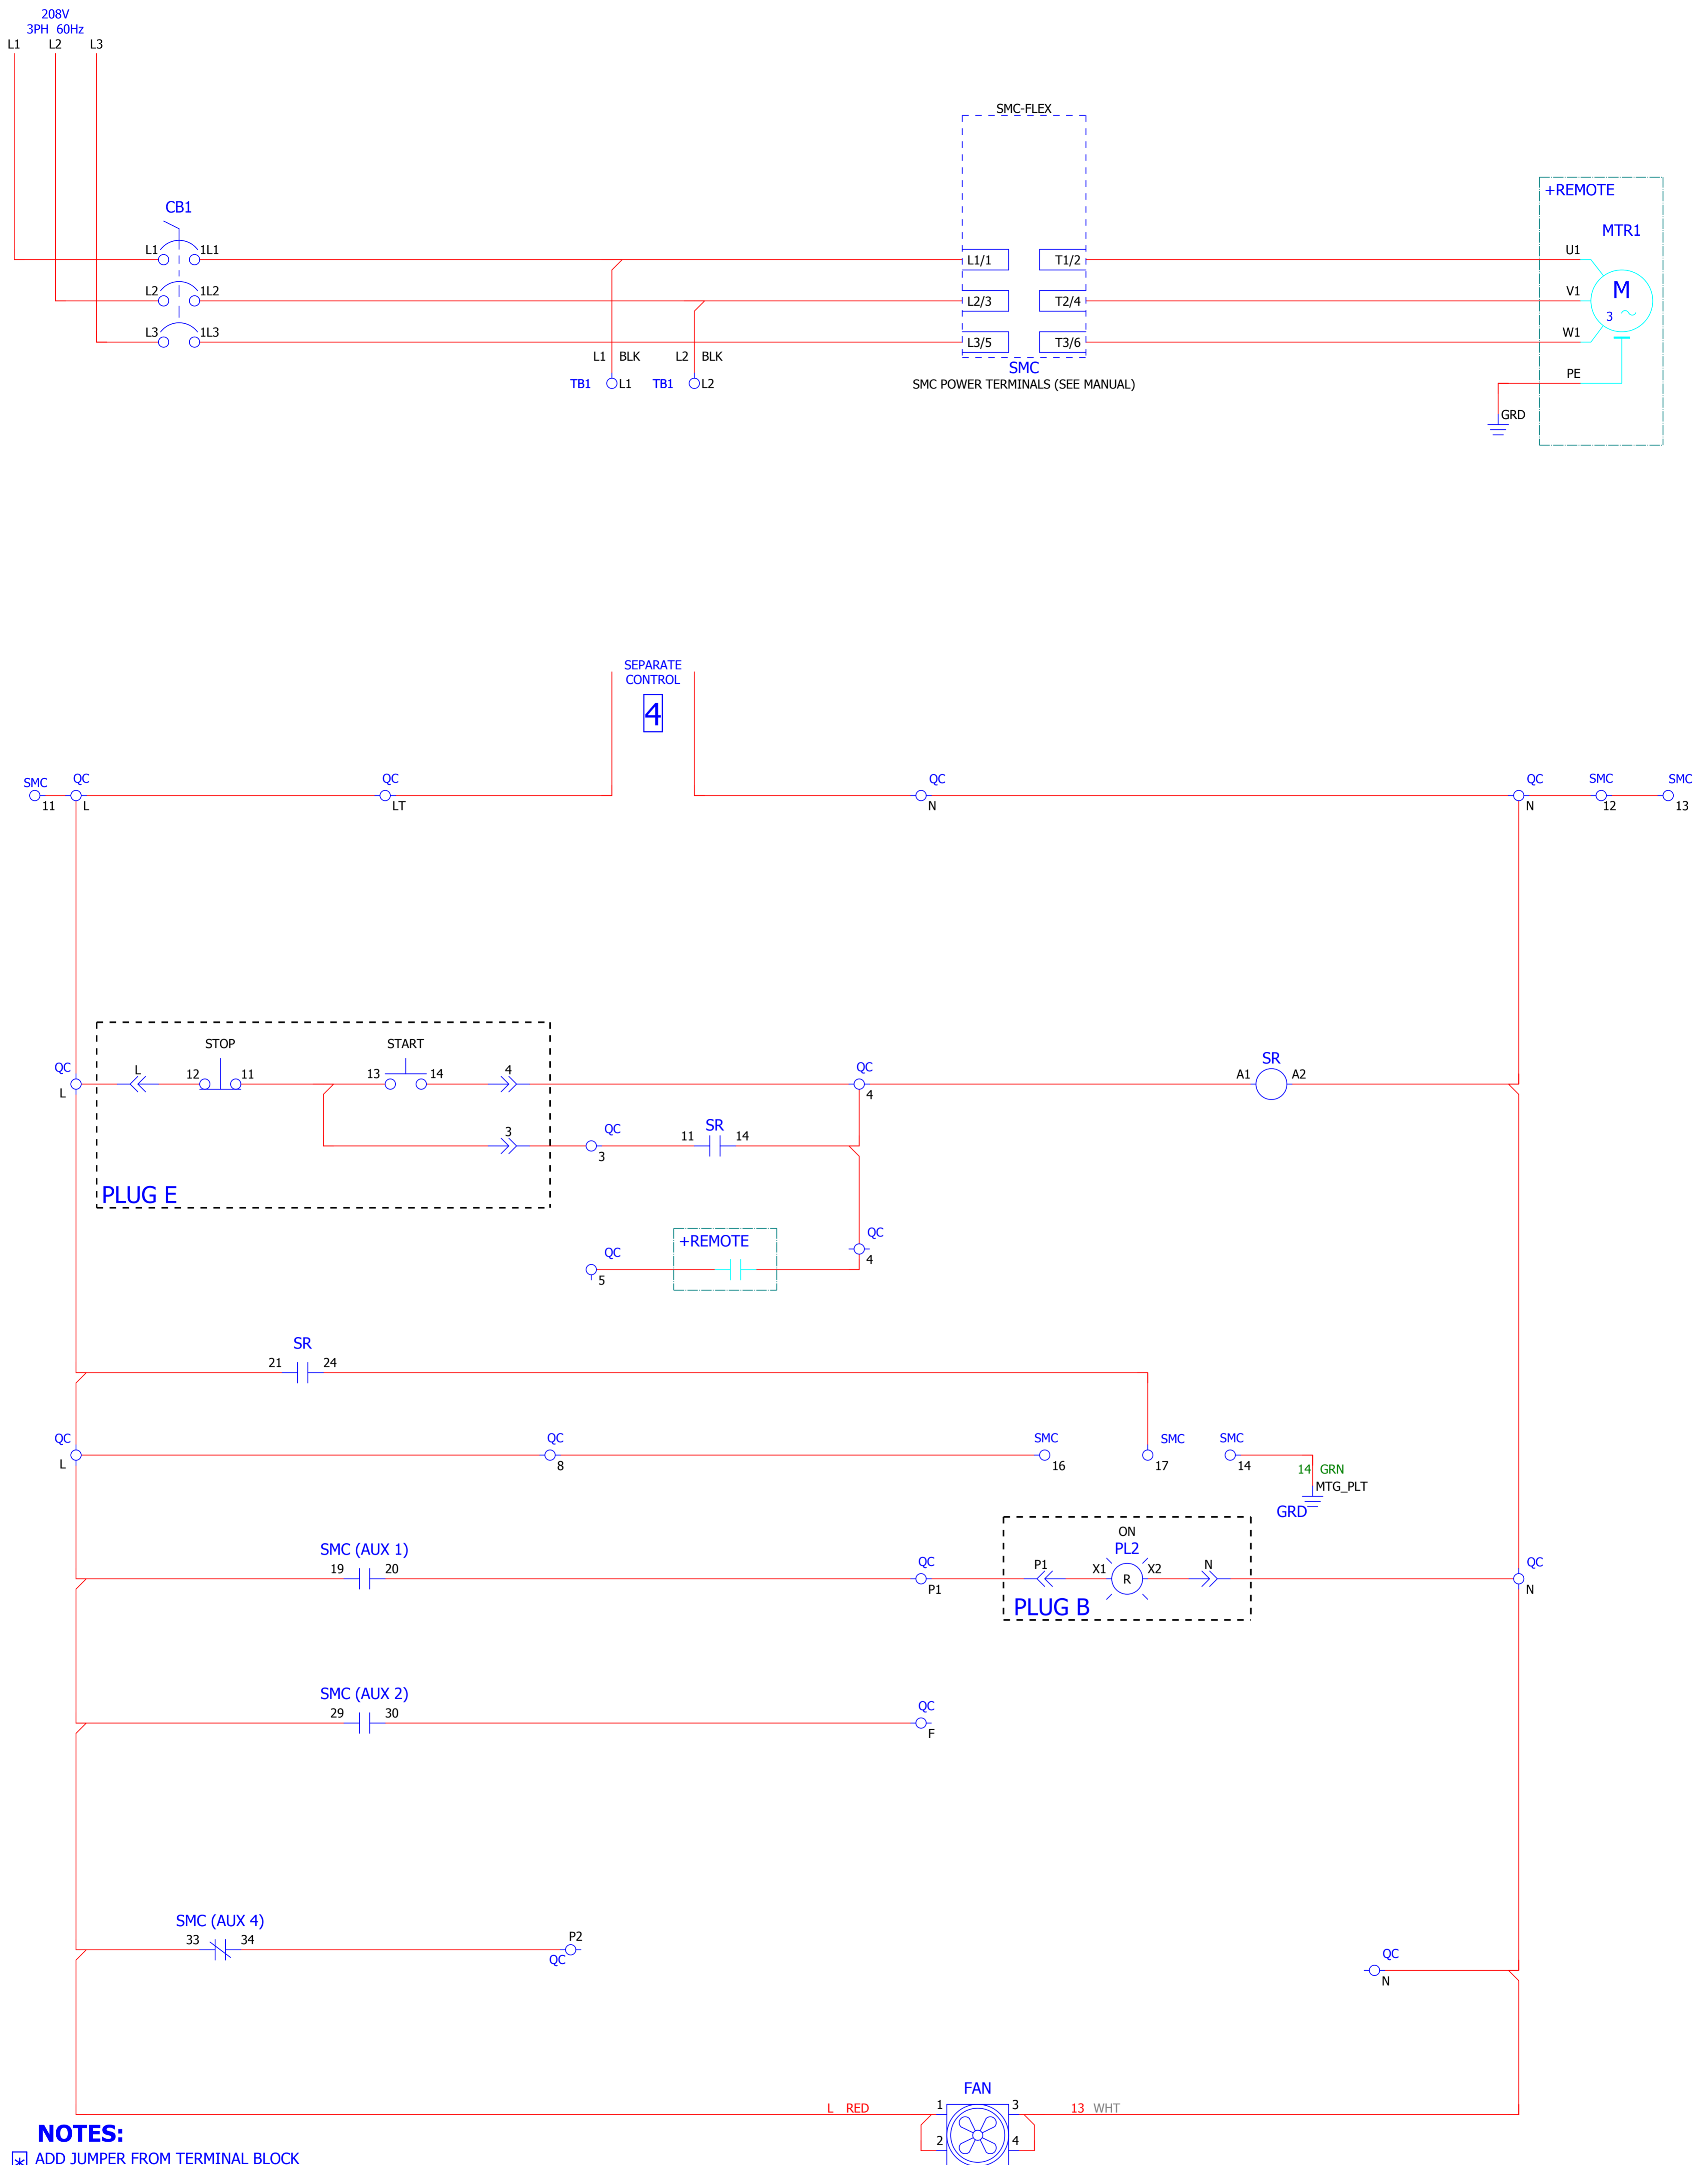 208V
3PH 60Hz
L1 L2 L3
SMC-FLEX
+REMOTE
CB1
MTR1
L1 1L1 L1/1 T1/2 U1
L2 1L2 L2/3 T2/4 V1
M
3
L3 1L3 L3/5 T3/6 W1
L1 BLK L2 BLK
SMC
PE
TB1 L1 TB1 L2
SMC POWER TERMINALS (SEE MANUAL)
GRD
SEPARATE
CONTROL
4
SMC QC QC QC QC SMC SMC
11 L LT N N 12 13
STOP START
QC L 12 11 13 14 4 QC SR
L 4 A1 A2
3 QC 11 SR 14
3
PLUG E
QC +REMOTE QC
5 4
SR
21 24
QC QC SMC SMC SMC
L 8 16 17 14
14 GRN
MTG_PLT
GRD
ON
SMC (AUX 1) PL2
19 20 QC P1 X1 R X2 N QC
P1 N
PLUG B
SMC (AUX 2)
29 30 QC
F
SMC (AUX 4)
33 34 P2
QC
QC
N
FAN
L RED 1 3 13 WHT
2 4
NOTES:
* ADD JUMPER FROM TERMINAL BLOCK